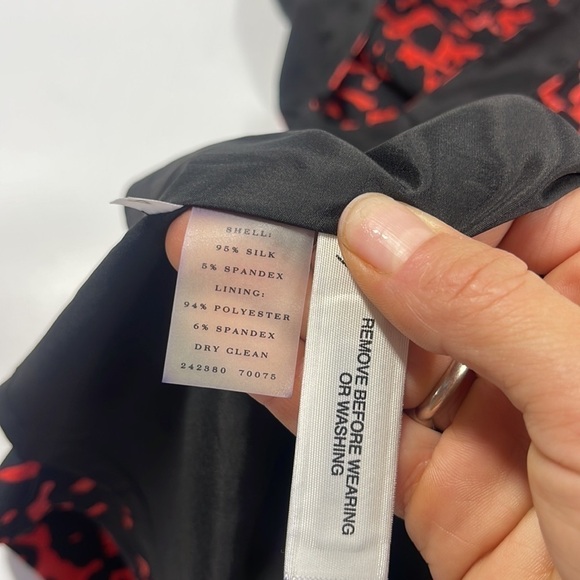 SHELL:
95% SILK
5% SPANDEX
LINING:
94% POLYESTER
6% SPANDEX
DRY CLEAN
242380 70075
REMOVE BEFORE WEARING
OR WASHING